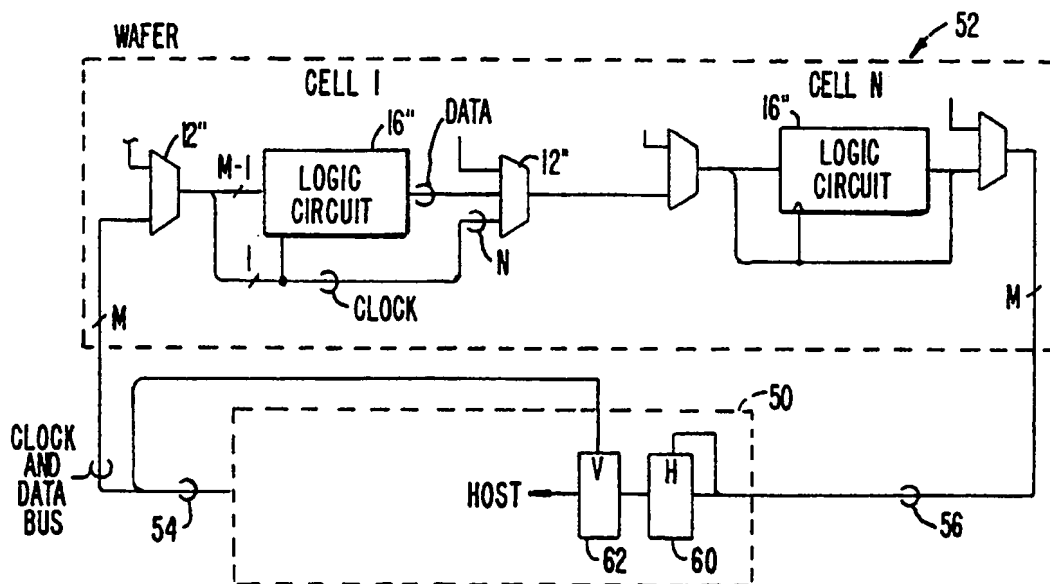 WAFER
52
CELL 1
CELL N
12"
16"
DATA
12"
16"
M-1
LOGIC
CIRCUIT
LOGIC
CIRCUIT
N
1
CLOCK
M
M
50
CLOCK
AND
DATA
BUS
54
HOST
V
H
62
60
56